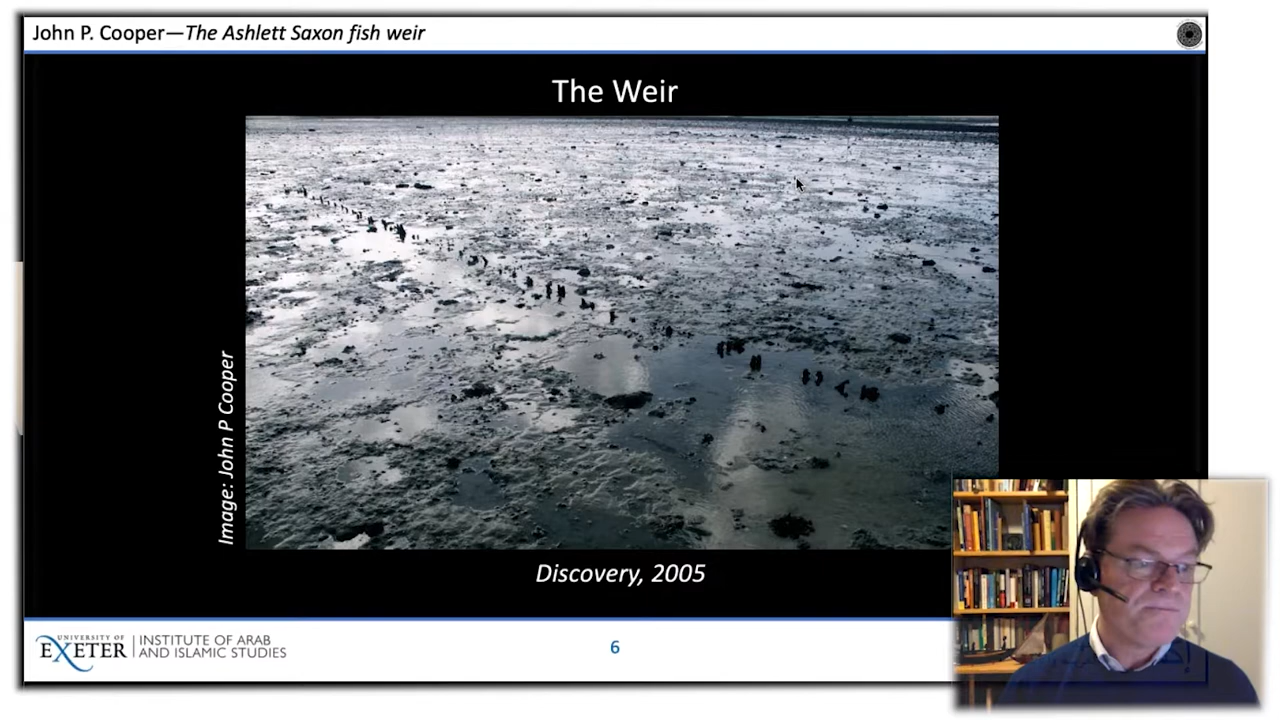 John P. Cooper—The Ashlett Saxon fish weir
The Weir
Image: John P Cooper
Discovery, 2005
UNIVERSITY OF
EXETER
INSTITUTE OF ARAB
AND ISLAMIC STUDIES
6